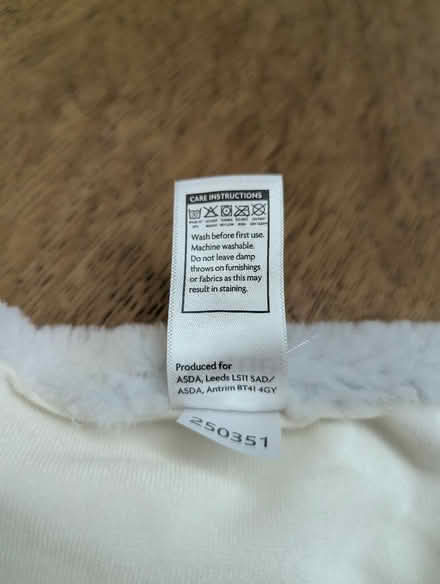 CARE INSTRUCTIONS
Wash before first use.
Machine washable.
Do not leave damp
throws on furnishings
or fabrics as this may
result in staining.
Produced for
ASDA, Leeds LS11 5AD/
ASDA, Antrim BT41 4GY
250351